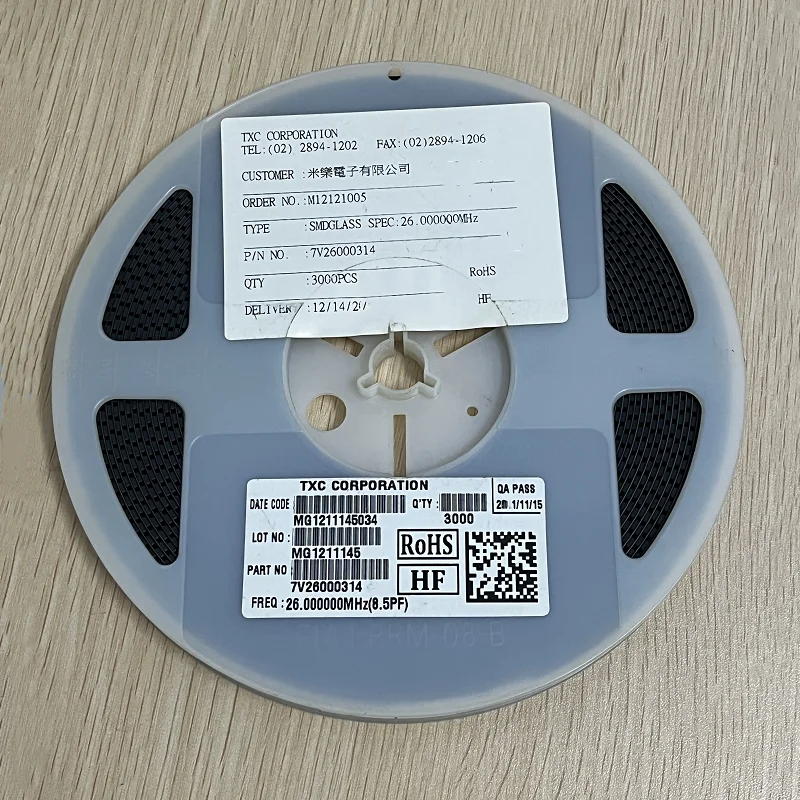 TXC CORPORATION
TEL:(02) 2894-1202 FAX:(02)2894-1206
CUSTOMER :米樂電子有限公司
ORDER NO.:M12121005
TYPE :SMDGLASS SPEC:26.000000MHz
P/N NO. :7V26000314
QTY :3000PCS RoHS
DELIVER : 12/14/20 HF
TXC CORPORATION
QA PASS
DATE CODE Q'TY :
MG1211145034 3000
LOT NO :
MG1211145
RoHS
PART NO
7V26000314
HF
FREQ : 26.000000MHz(8.5PF)